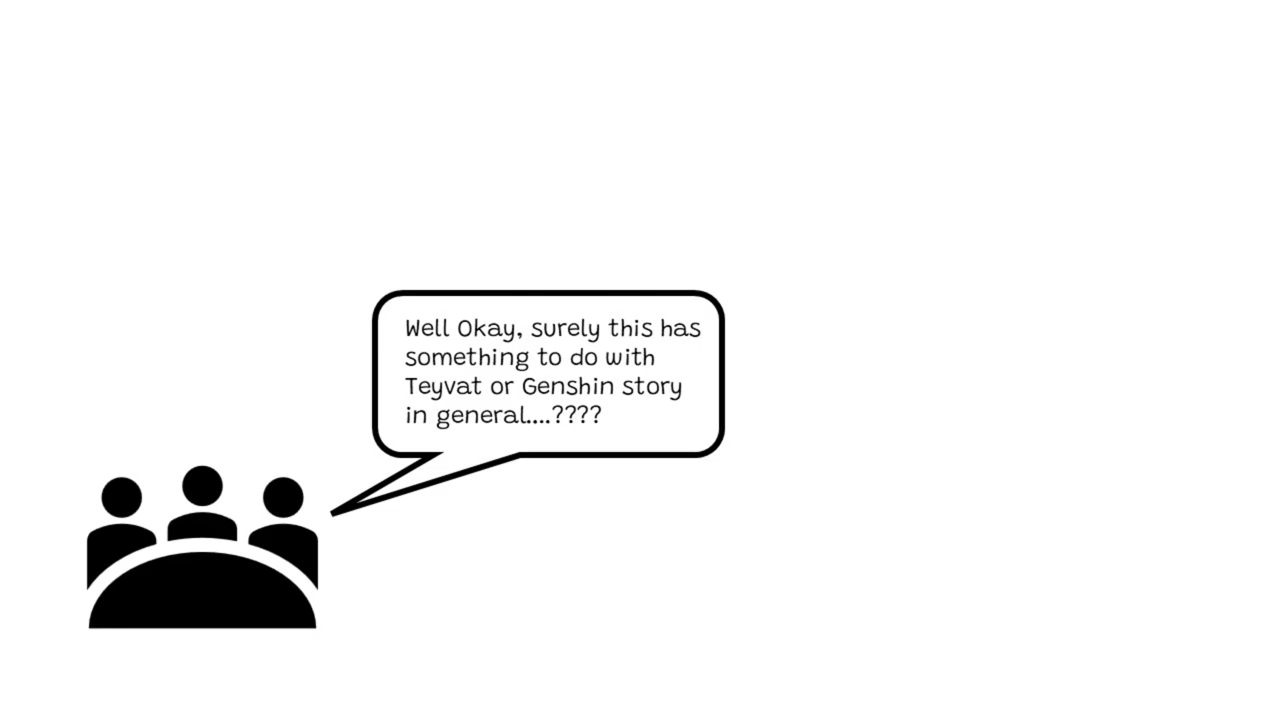 Well Okay, surely this has
something to do with
Teyvat or Genshin story
in general....????